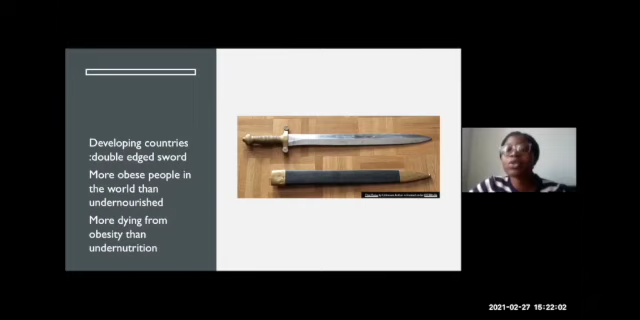 Developing countries
:double edged sword
More obese people in
the world than
undernourished
More dying from
obesity than
undernutrition
2021-02-27 15:22:02